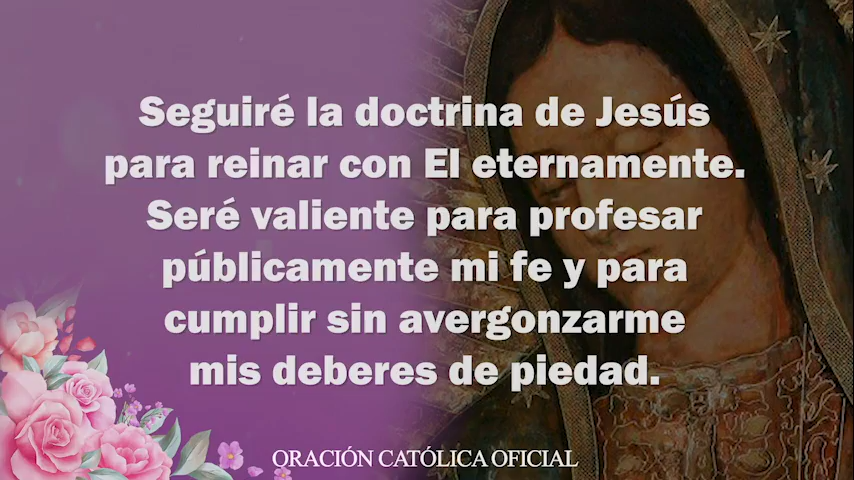 Seguiré la doctrina de Jesús
para reinar con El eternamente.
Seré valiente para profesar
públicamente mi fe y para
cumplir sin avergonzarme
mis deberes de piedad.
ORACIÓN CATÓLICA OFICIAL